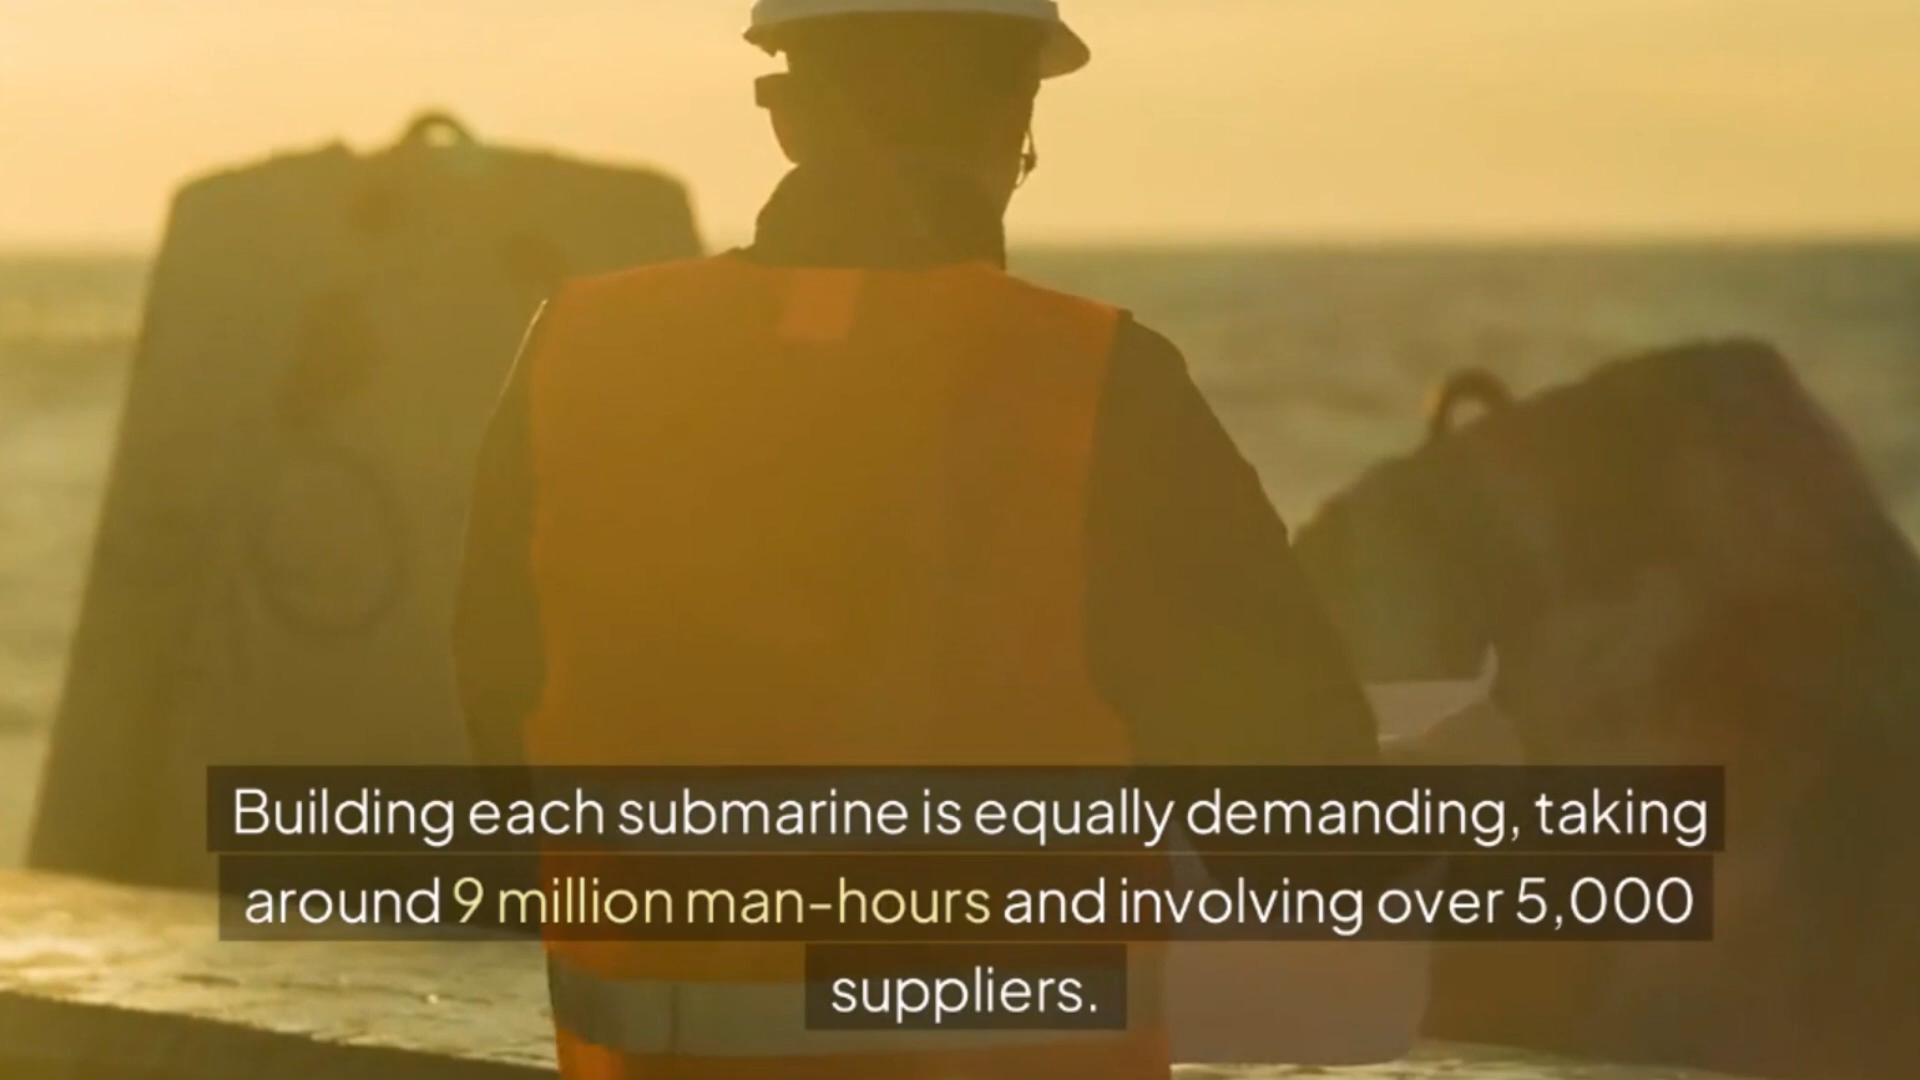 Building each submarine is equally demanding, taking
around 9 million man-hours and involving over 5,000
suppliers.